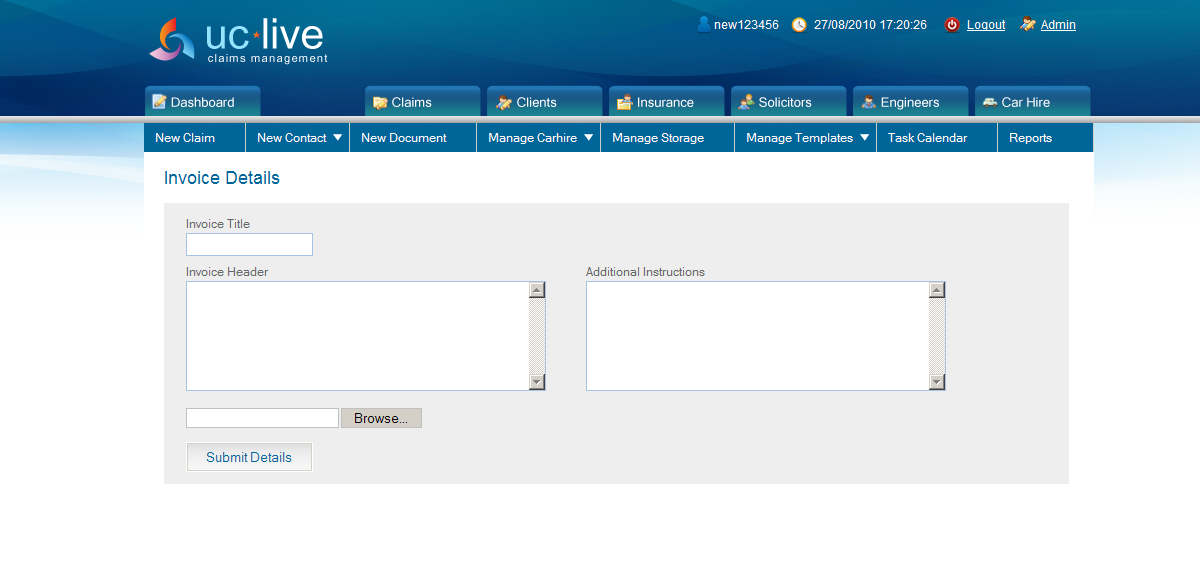 uc live
claims management
new123456 27/08/2010 17:20:26 Logout Admin
Dashboard Claims Clients Insurance Solicitors Engineers Car Hire
New Claim New Contact New Document Manage Carhire Manage Storage Manage Templates Task Calendar Reports
Invoice Details
Invoice Title
Invoice Header Additional Instructions
Browse...
Submit Details